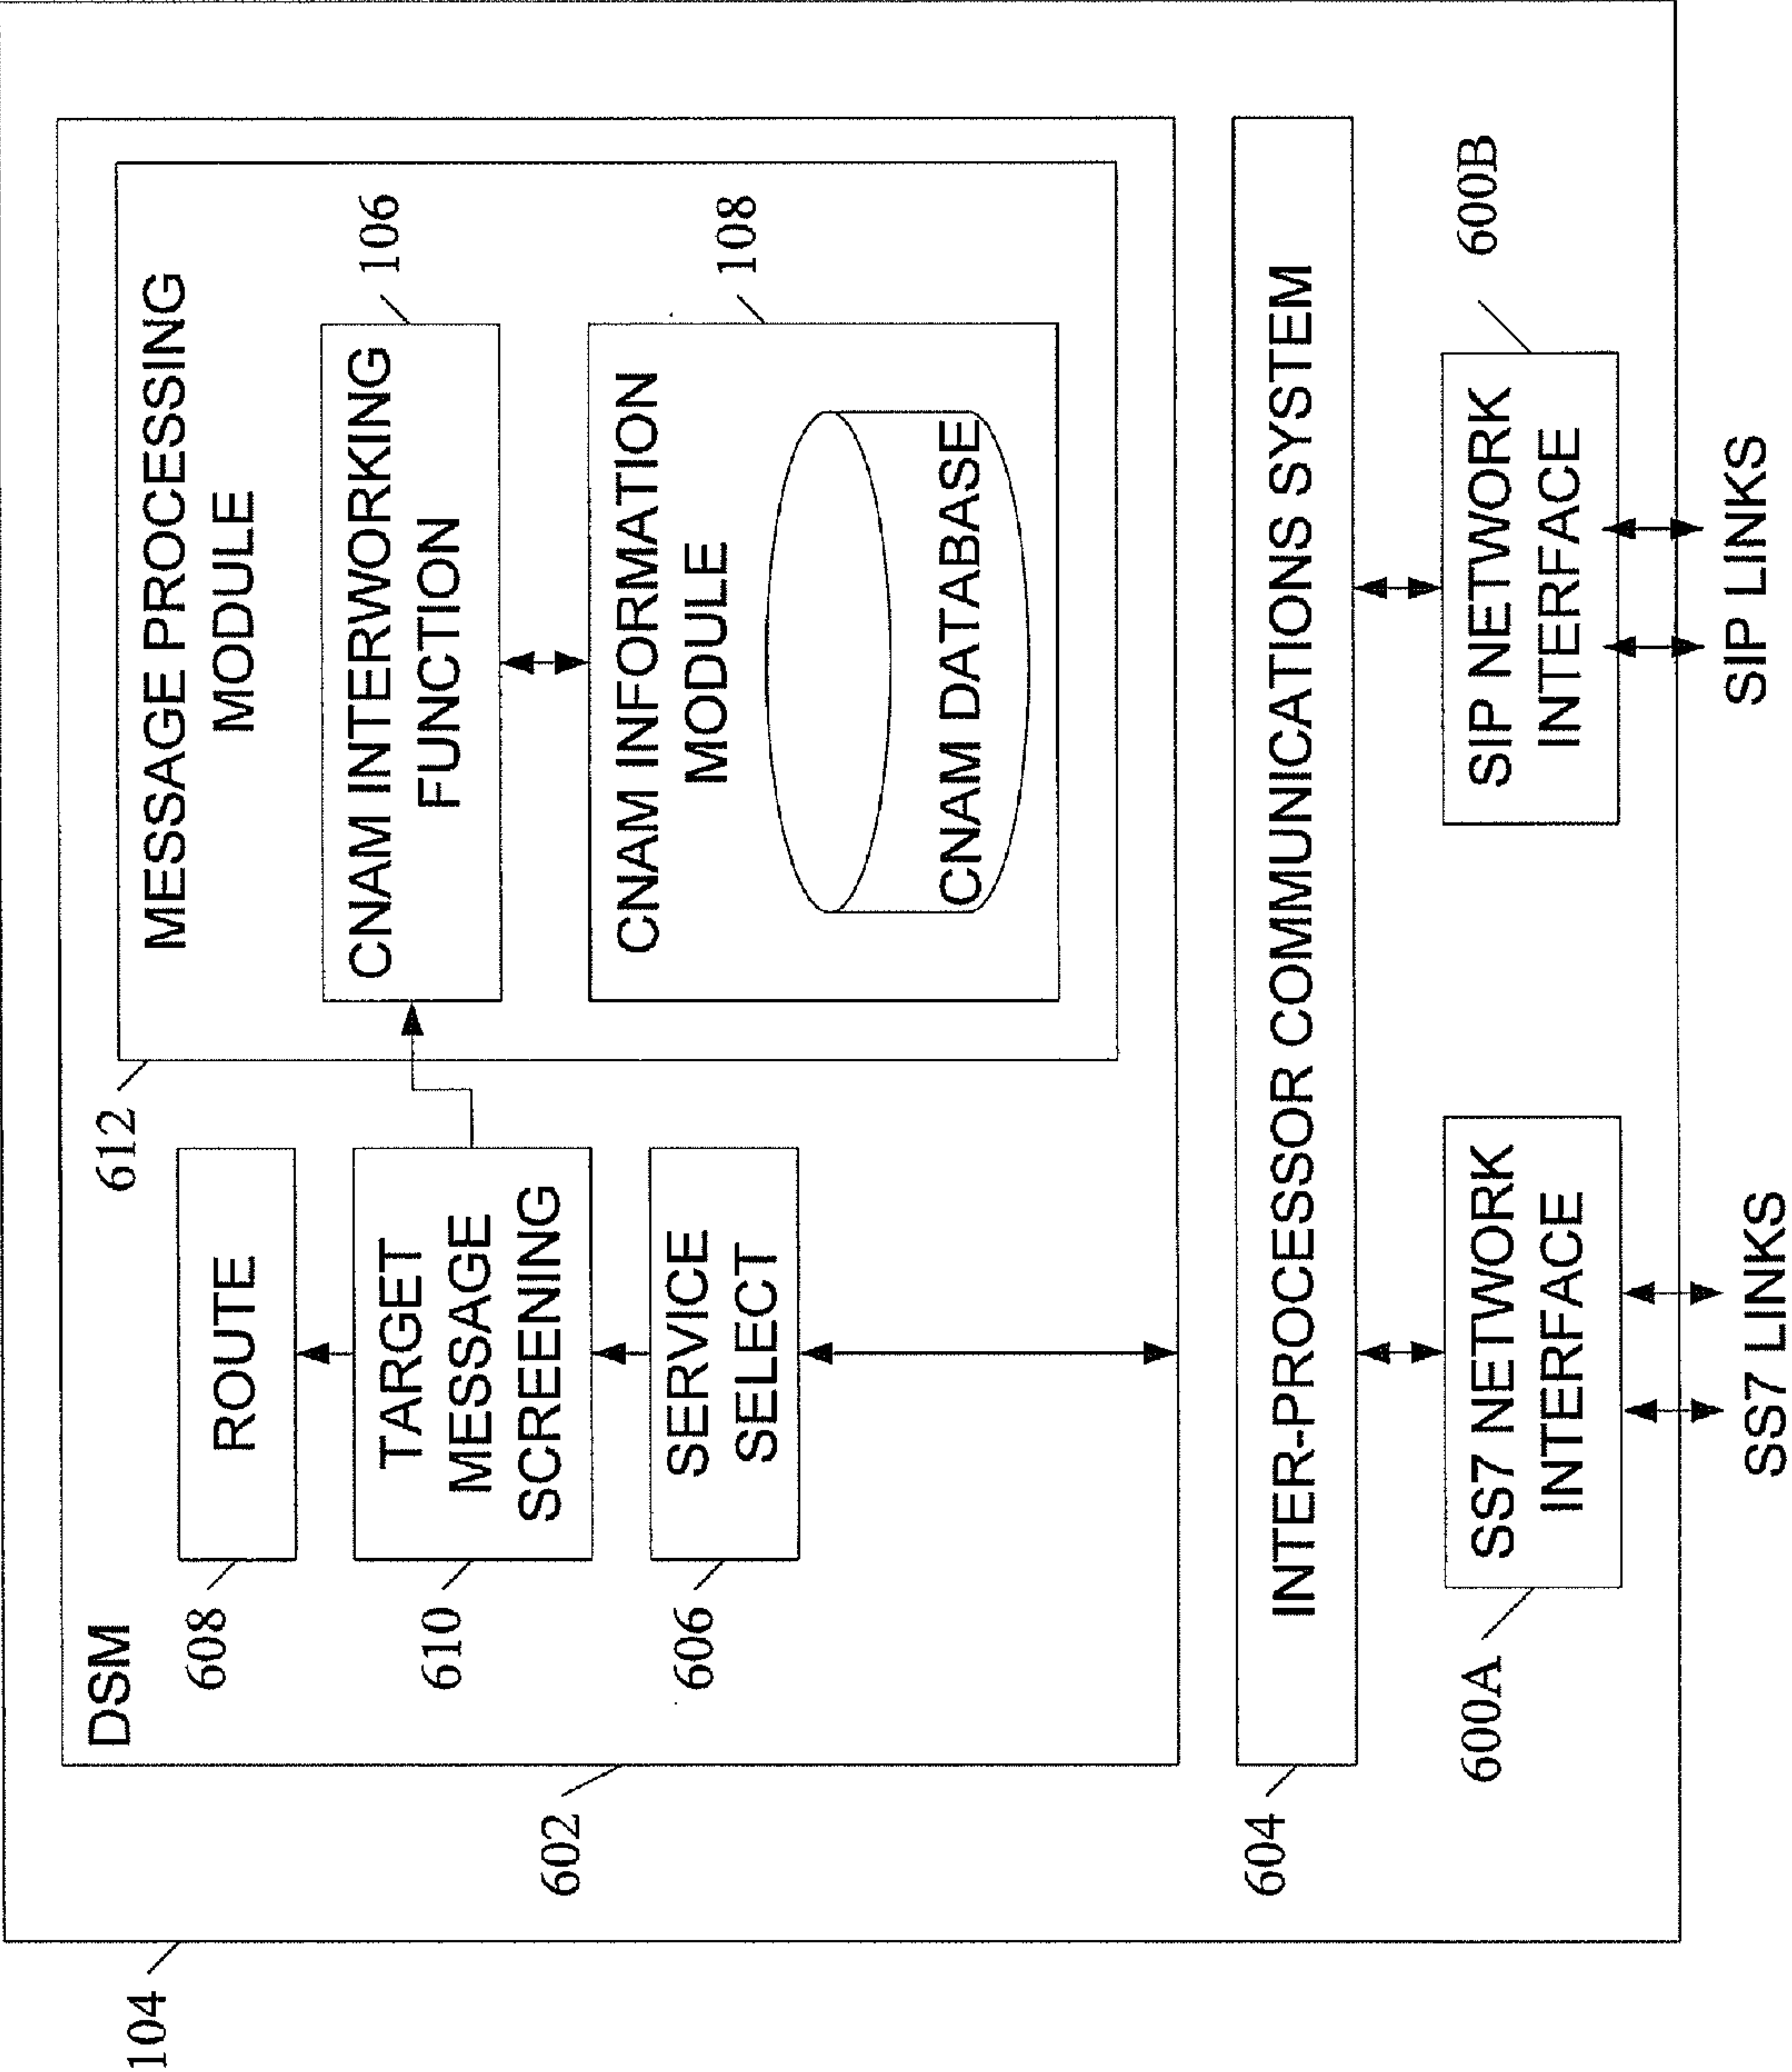 104
602
DSM
608
ROUTE
610
TARGET
MESSAGE
SCREENING
606
SERVICE
SELECT
612
MESSAGE PROCESSING
MODULE
CNAM INTERWORKING
FUNCTION
106
CNAM INFORMATION
MODULE
108
CNAM DATABASE
604
INTER-PROCESSOR COMMUNICATIONS SYSTEM
600A
SS7 NETWORK
INTERFACE
SS7 LINKS
SIP NETWORK
INTERFACE
600B
SIP LINKS